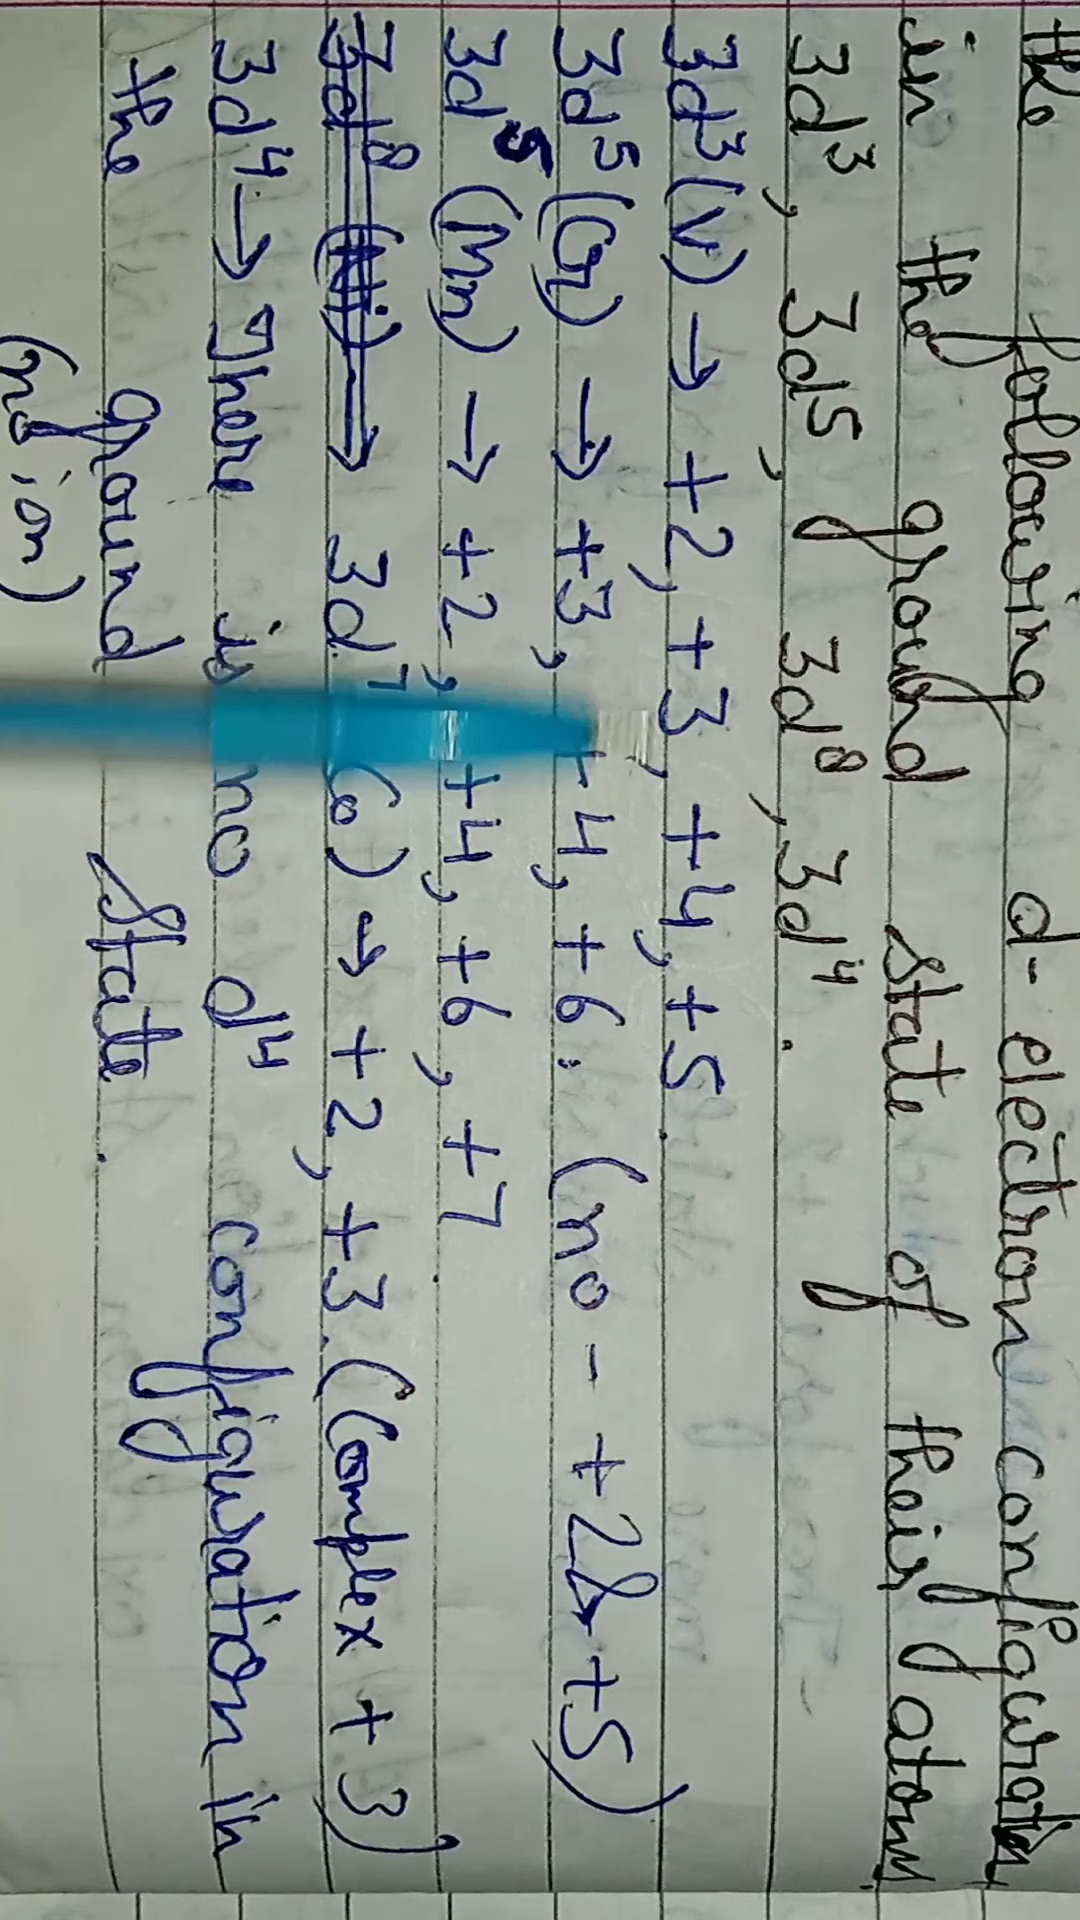 the following d-electron configuration
in the ground state of their atoms
3d³, 3d⁵, 3d⁸, 3d⁴.
3d³(V) → +2, +3, +4, +5.
3d⁵(Cr) → +3, +4, +6. (no - +2& +5)
3d⁵ (Mn) → +2, +4, +6, +7.
3d⁸ (Ni) → 3d⁷ (Co) → +2, +3. (Complex +3)
3d⁴ → There is no d⁴ configuration in
the ground state.
ion)